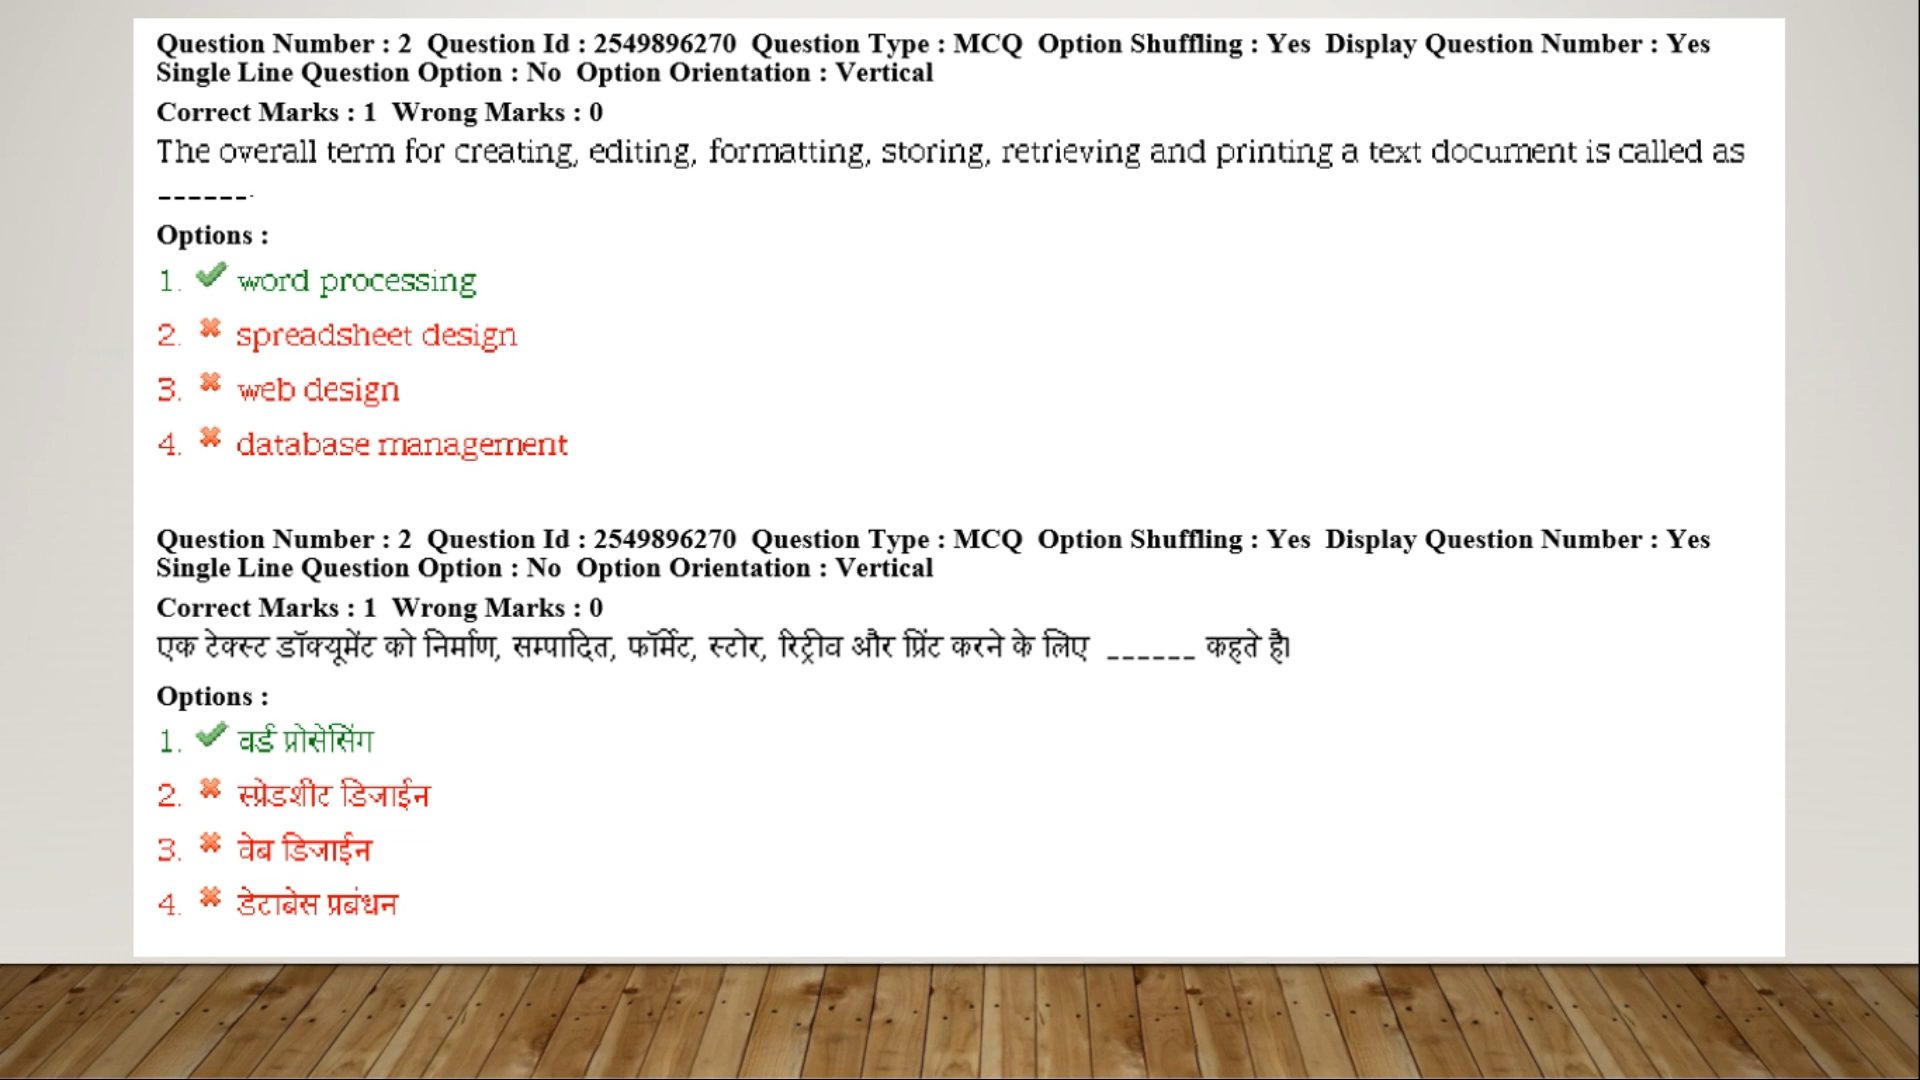 Question Number : 2 Question Id : 2549896270 Question Type : MCQ Option Shuffling : Yes Display Question Number : Yes
Single Line Question Option : No Option Orientation : Vertical
Correct Marks : 1 Wrong Marks : 0
The overall term for creating, editing, formatting, storing, retrieving and printing a text document is called as
______.
Options :
1. word processing
2. spreadsheet design
3. web design
4. database management
Question Number : 2 Question Id : 2549896270 Question Type : MCQ Option Shuffling : Yes Display Question Number : Yes
Single Line Question Option : No Option Orientation : Vertical
Correct Marks : 1 Wrong Marks : 0
एक टेक्स्ट डॉक्यूमेंट को निर्माण, सम्पादित, फॉर्मेट, स्टोर, रिट्रीव और प्रिंट करने के लिए ______ कहते है।
Options :
1. वर्ड प्रोसेसिंग
2. स्प्रेडशीट डिजाईन
3. वेब डिजाईन
4. डेटाबेस प्रबंधन